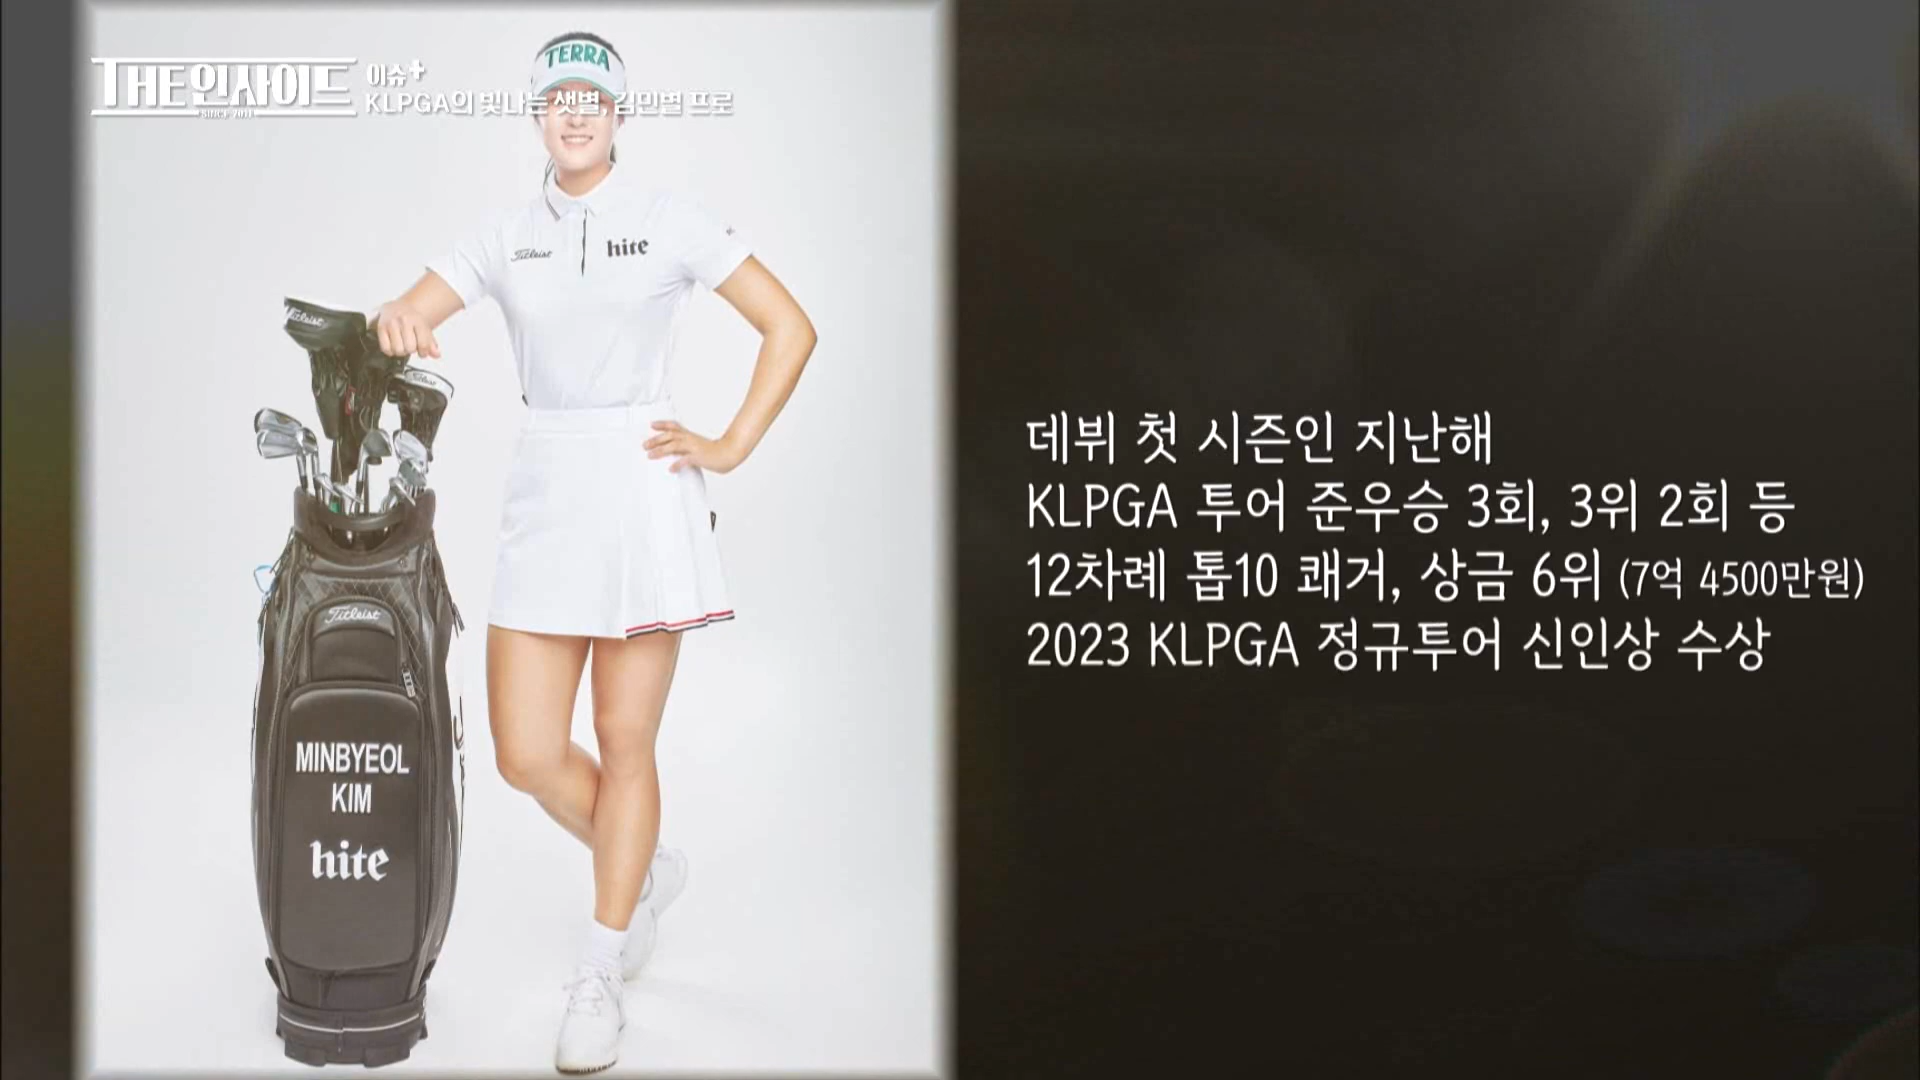 THE인사이드
SINCE 2011
이슈+
KLPGA의 빛나는 샛별, 김민별 프로
TERRA
Titleist
hite
Titleist
Titleist
Titleist
MINBYEOL
KIM
hite
데뷔 첫 시즌인 지난해
KLPGA 투어 준우승 3회, 3위 2회 등
12차례 톱10 쾌거, 상금 6위 (7억 4500만원)
2023 KLPGA 정규투어 신인상 수상